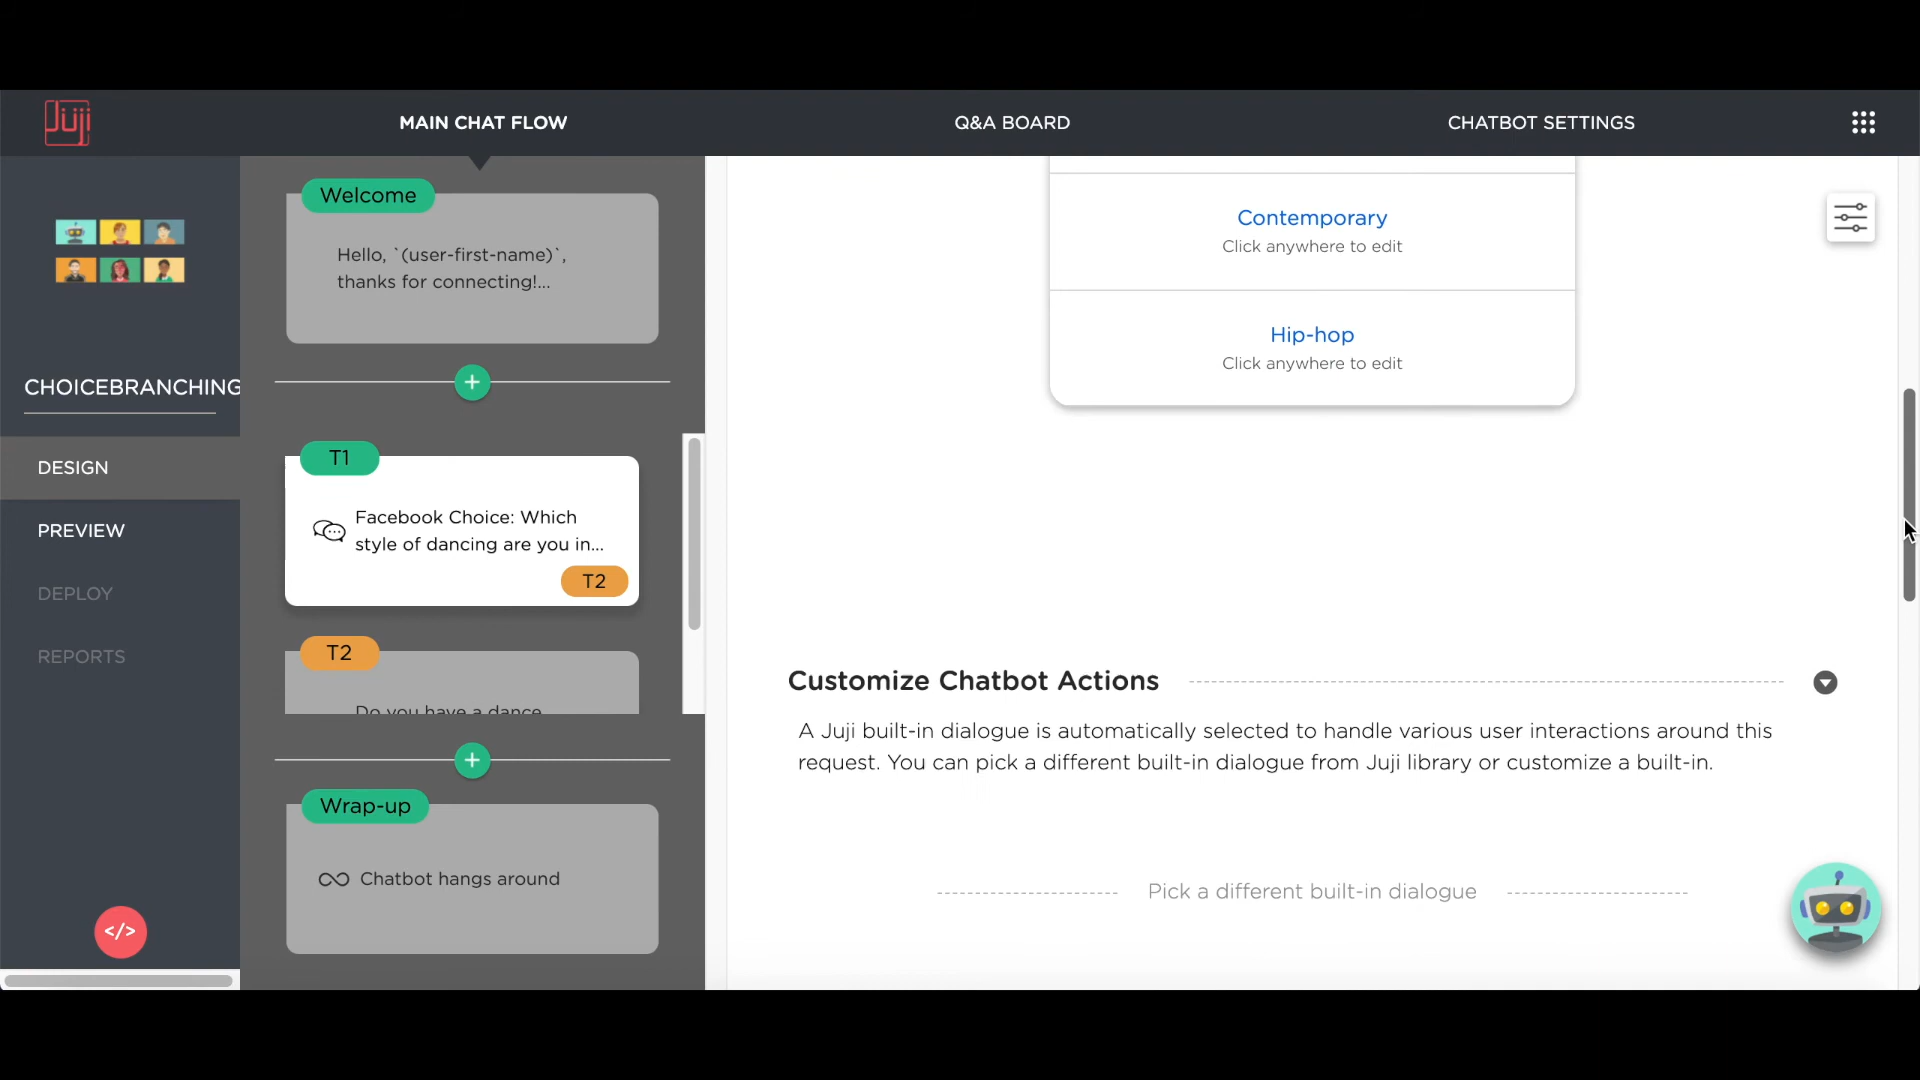 Juji
MAIN CHAT FLOW
Q&A BOARD
CHATBOT SETTINGS
CHOICEBRANCHING
DESIGN
PREVIEW
DEPLOY
REPORTS
</>
Welcome
Hello, `(user-first-name)`,
thanks for connecting!...
+
T1
Facebook Choice: Which
style of dancing are you in...
T2
T2
Do you have a dance
+
Wrap-up
Chatbot hangs around
Contemporary
Click anywhere to edit
Hip-hop
Click anywhere to edit
Customize Chatbot Actions
A Juji built-in dialogue is automatically selected to handle various user interactions around this
request. You can pick a different built-in dialogue from Juji library or customize a built-in.
Pick a different built-in dialogue